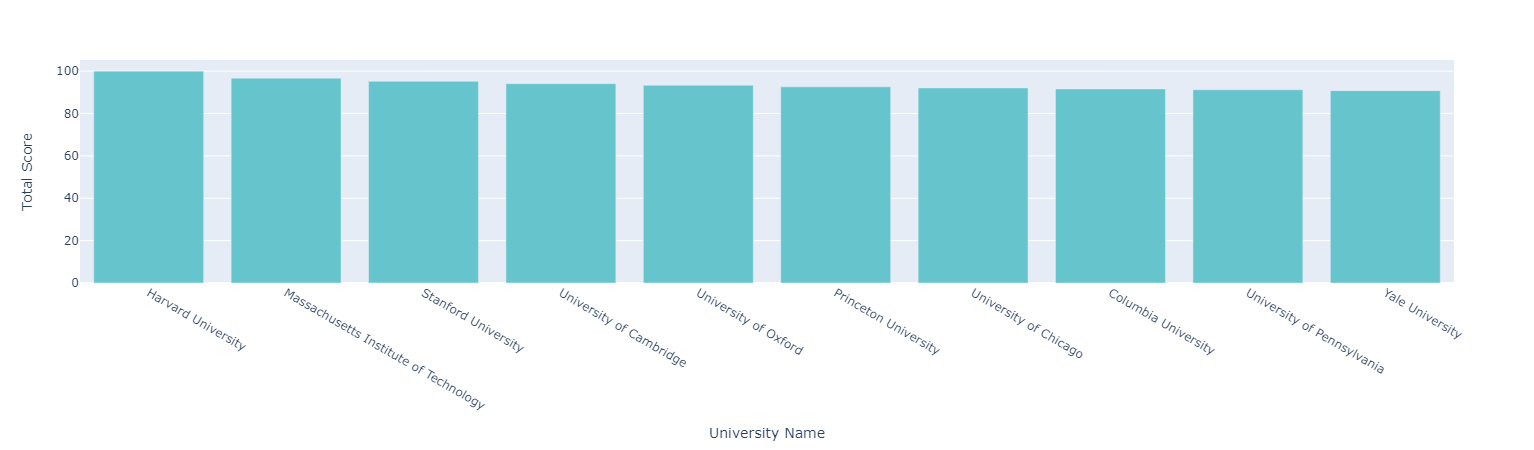 Total Score
100
80
60
40
20
0
Harvard University
Massachusetts Institute of Technology
Stanford University
University of Cambridge
University of Oxford
Princeton University
University of Chicago
Columbia University
University of Pennsylvania
Yale University
University Name